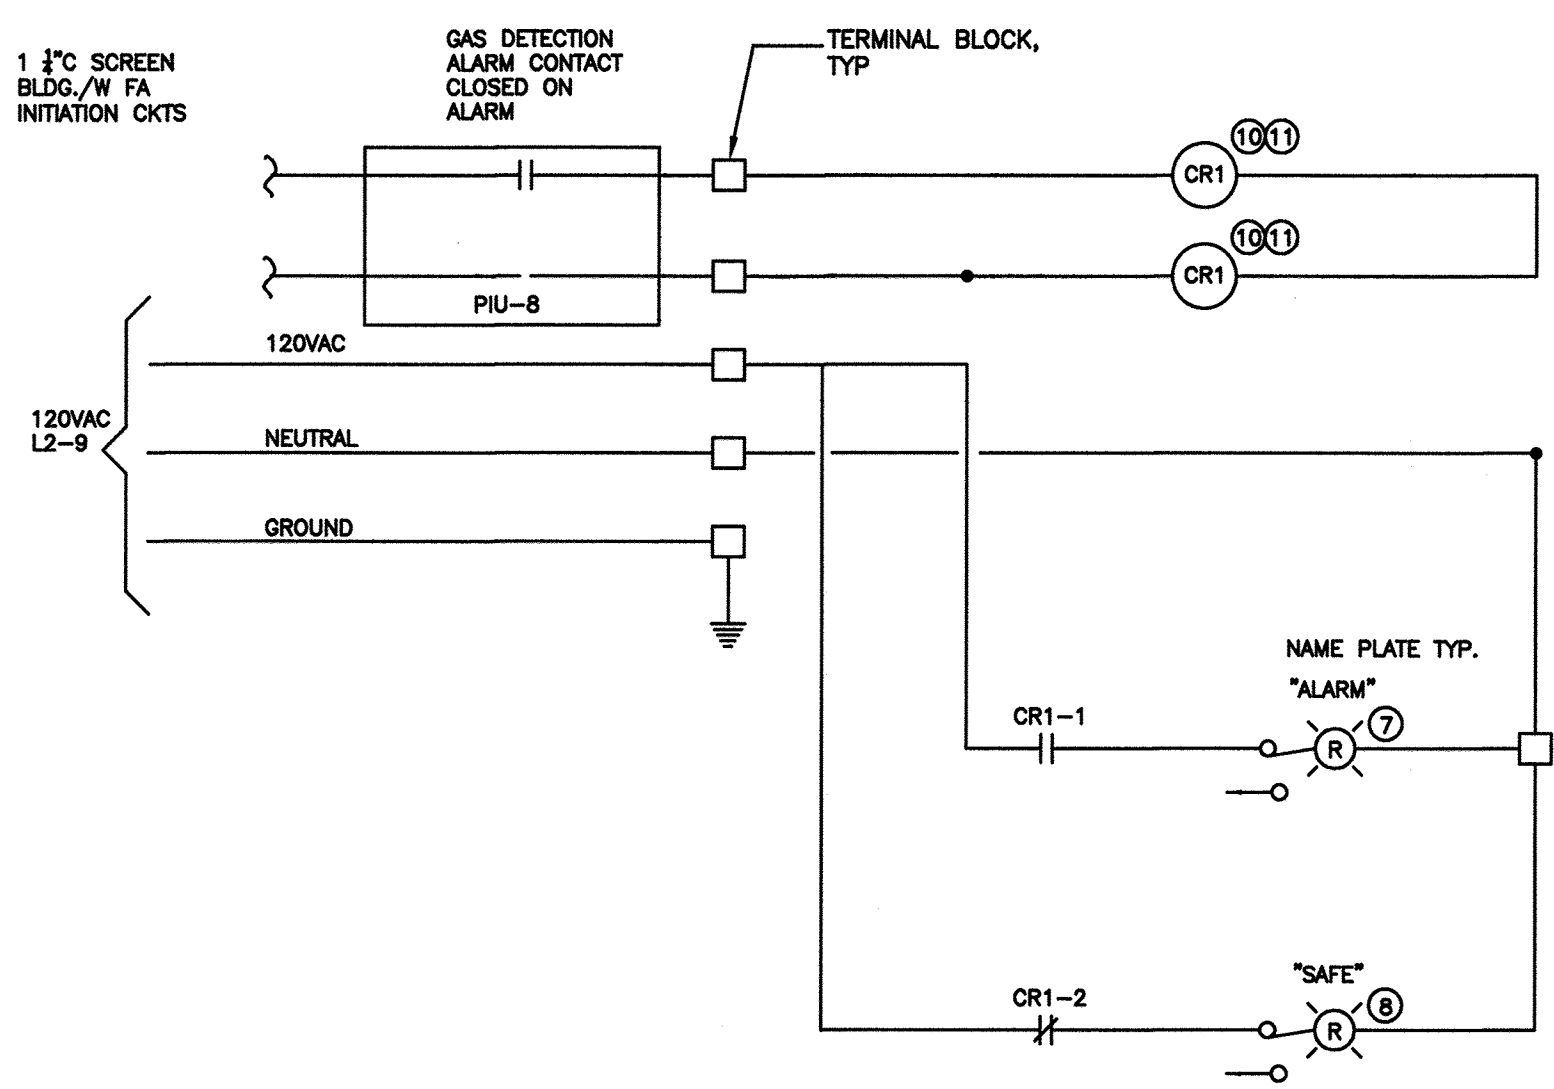 1 1/4"C SCREEN
BLDG./W FA
INITIATION CKTS
GAS DETECTION
ALARM CONTACT
CLOSED ON
ALARM
TERMINAL BLOCK,
TYP
10 11
CR1
10 11
CR1
PIU-8
120VAC
120VAC
L2-9
NEUTRAL
GROUND
NAME PLATE TYP.
"ALARM"
CR1-1
7
R
"SAFE"
CR1-2
8
R